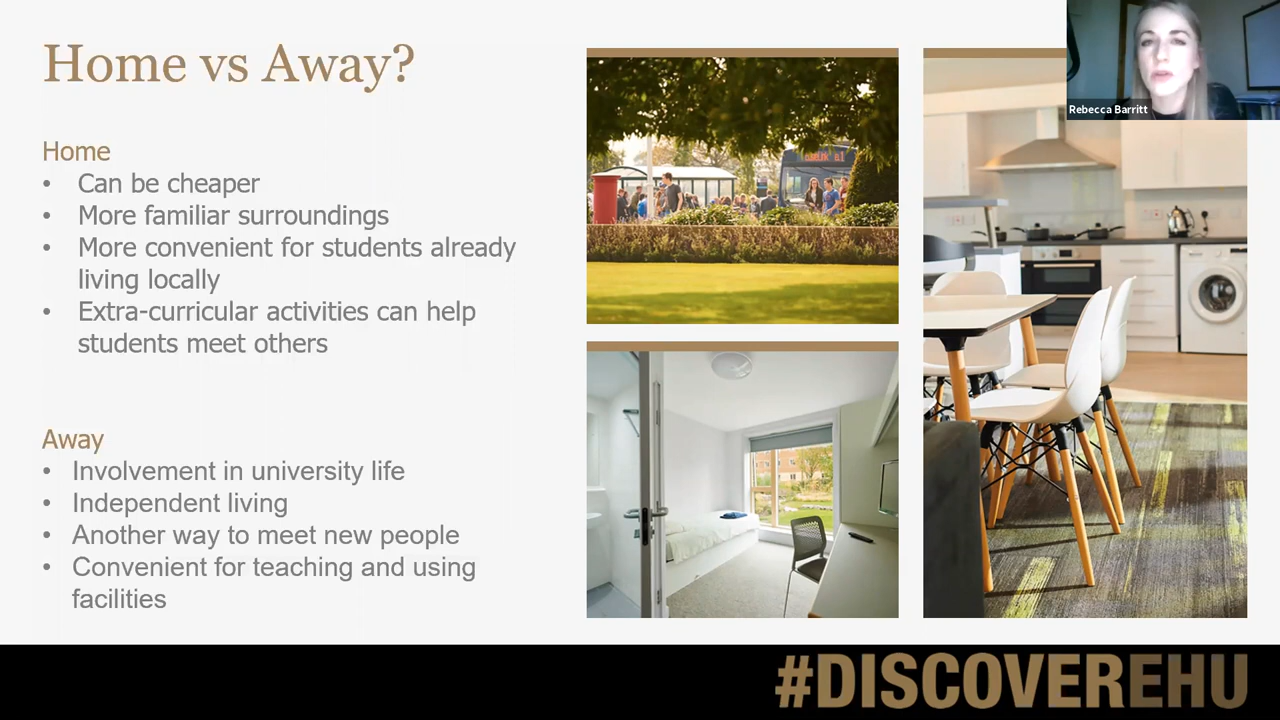 Home vs Away?
Rebecca Barritt
Home
• Can be cheaper
• More familiar surroundings
• More convenient for students already
living locally
• Extra-curricular activities can help
students meet others
Away
• Involvement in university life
• Independent living
• Another way to meet new people
• Convenient for teaching and using
facilities
#DISCOVEREHU